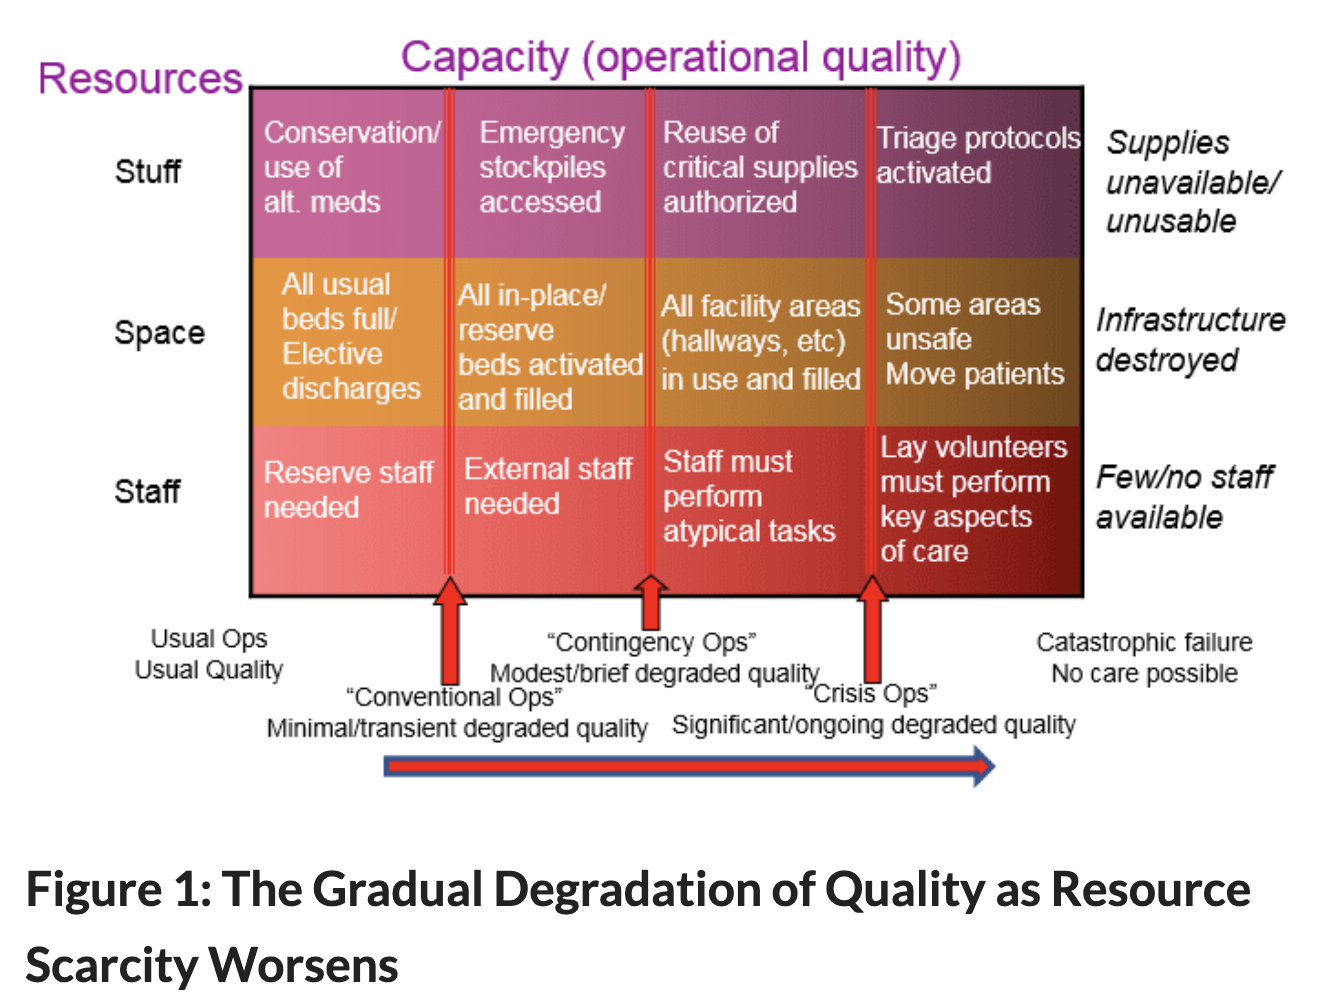 Capacity (operational quality)
Resources
Stuff
Conservation/
use of
alt. meds
Emergency
stockpiles
accessed
Reuse of
critical supplies
authorized
Triage protocols
activated
Supplies
unavailable/
unusable
Space
All usual
beds full/
Elective
discharges
All in-place/
reserve
beds activated
and filled
All facility areas
(hallways, etc)
in use and filled
Some areas
unsafe
Move patients
Infrastructure
destroyed
Staff
Reserve staff
needed
External staff
needed
Staff must
perform
atypical tasks
Lay volunteers
must perform
key aspects
of care
Few/no staff
available
Usual Ops
Usual Quality
“Conventional Ops”
Minimal/transient degraded quality
“Contingency Ops”
Modest/brief degraded quality
“Crisis Ops”
Significant/ongoing degraded quality
Catastrophic failure
No care possible
Figure 1: The Gradual Degradation of Quality as Resource
Scarcity Worsens